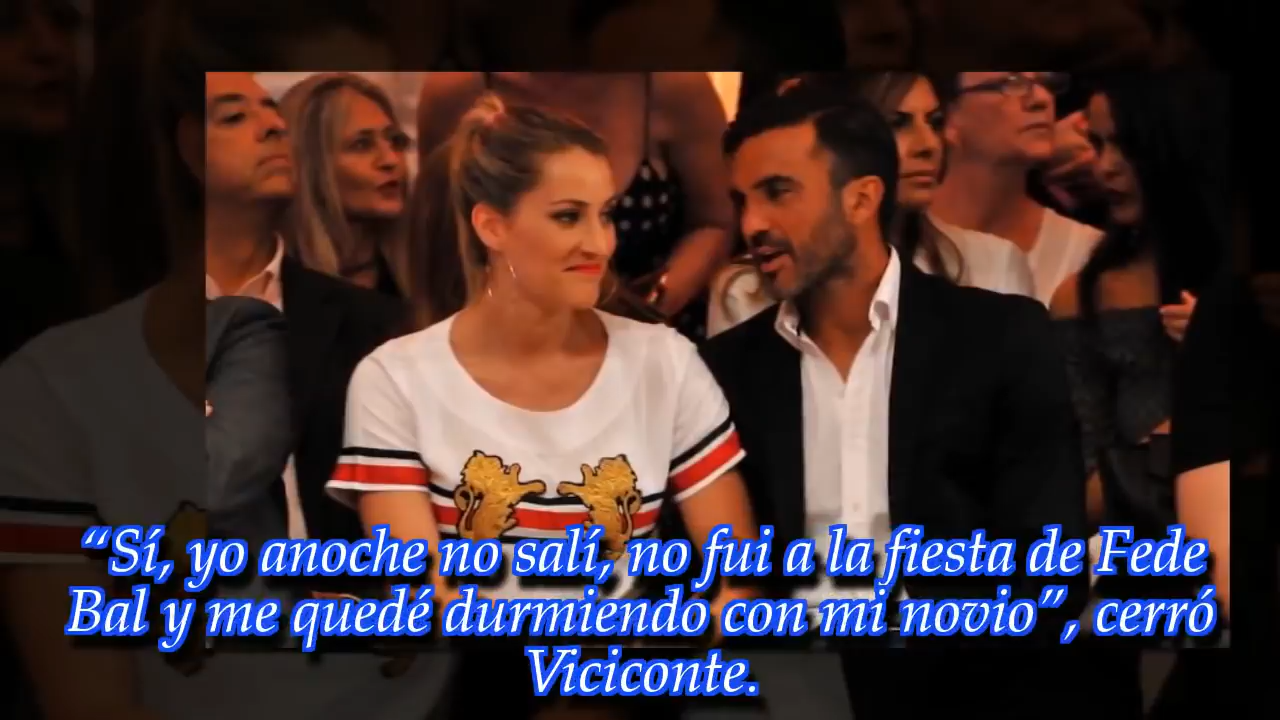 “Sí, yo anoche no salí, no fui a la fiesta de Fede
Bal y me quedé durmiendo con mi novio”, cerró
Viciconte.